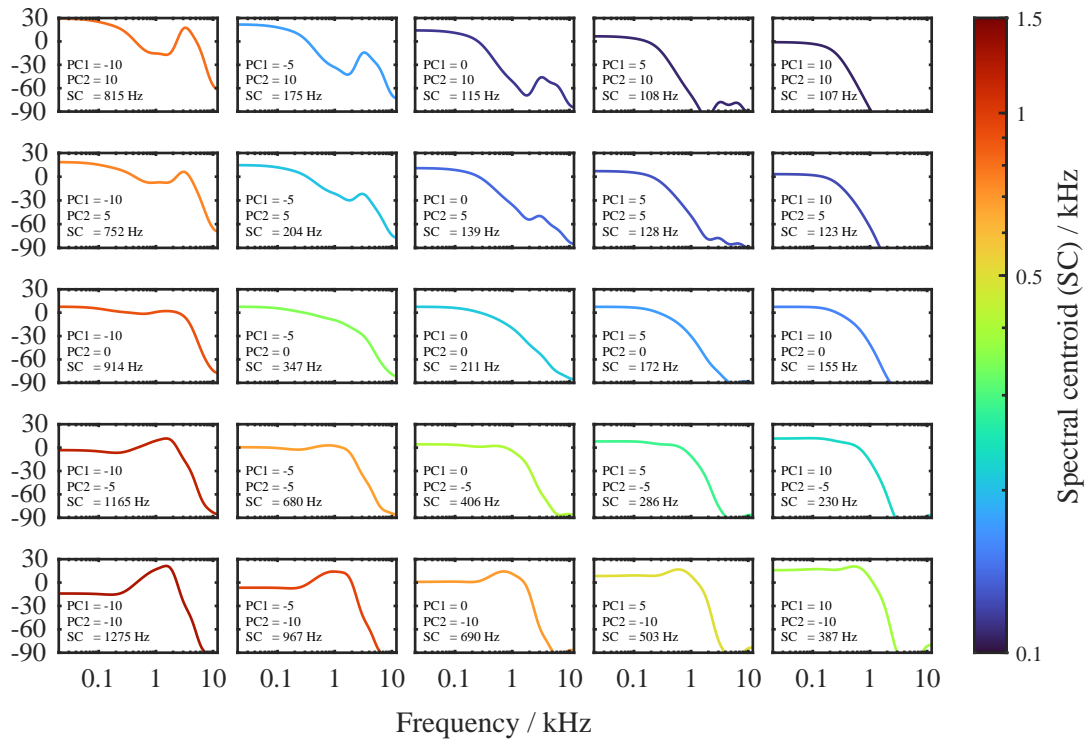 30
0
-30
-60
-90
PC1 = -10
PC2 = 10
SC = 815 Hz
PC1 = -5
PC2 = 10
SC = 175 Hz
PC1 = 0
PC2 = 10
SC = 115 Hz
PC1 = 5
PC2 = 10
SC = 108 Hz
PC1 = 10
PC2 = 10
SC = 107 Hz
30
0
-30
-60
-90
PC1 = -10
PC2 = 5
SC = 752 Hz
PC1 = -5
PC2 = 5
SC = 204 Hz
PC1 = 0
PC2 = 5
SC = 139 Hz
PC1 = 5
PC2 = 5
SC = 128 Hz
PC1 = 10
PC2 = 5
SC = 123 Hz
30
0
-30
-60
-90
PC1 = -10
PC2 = 0
SC = 914 Hz
PC1 = -5
PC2 = 0
SC = 347 Hz
PC1 = 0
PC2 = 0
SC = 211 Hz
PC1 = 5
PC2 = 0
SC = 172 Hz
PC1 = 10
PC2 = 0
SC = 155 Hz
30
0
-30
-60
-90
PC1 = -10
PC2 = -5
SC = 1165 Hz
PC1 = -5
PC2 = -5
SC = 680 Hz
PC1 = 0
PC2 = -5
SC = 406 Hz
PC1 = 5
PC2 = -5
SC = 286 Hz
PC1 = 10
PC2 = -5
SC = 230 Hz
30
0
-30
-60
-90
PC1 = -10
PC2 = -10
SC = 1275 Hz
PC1 = -5
PC2 = -10
SC = 967 Hz
PC1 = 0
PC2 = -10
SC = 690 Hz
PC1 = 5
PC2 = -10
SC = 503 Hz
PC1 = 10
PC2 = -10
SC = 387 Hz
0.1 1 10
0.1 1 10
0.1 1 10
0.1 1 10
0.1 1 10
Frequency / kHz
1.5
1
0.5
0.1
Spectral centroid (SC) / kHz